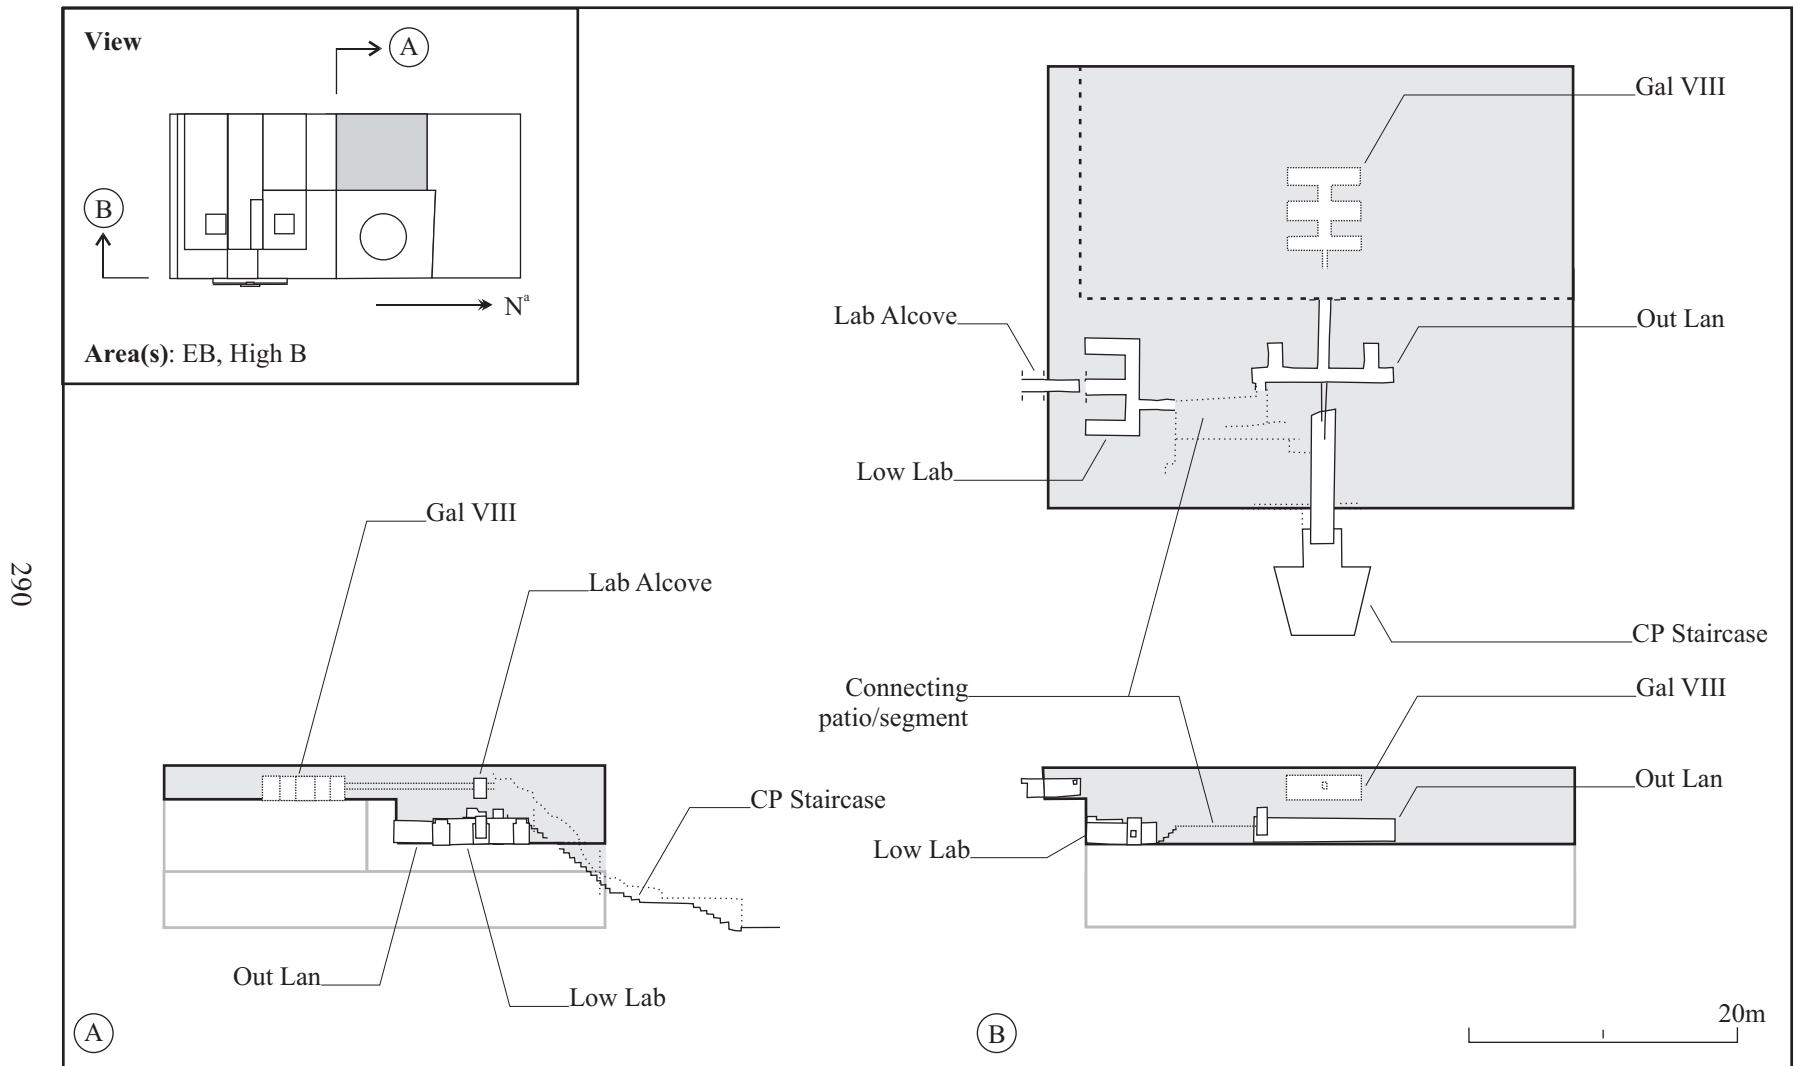 View
A
B
Nᵃ
Area(s): EB, High B
Gal VIII
Lab Alcove
Out Lan
Low Lab
CP Staircase
Connecting
patio/segment
Gal VIII
Out Lan
Low Lab
Gal VIII
Lab Alcove
CP Staircase
Out Lan
Low Lab
A
B
20m
290